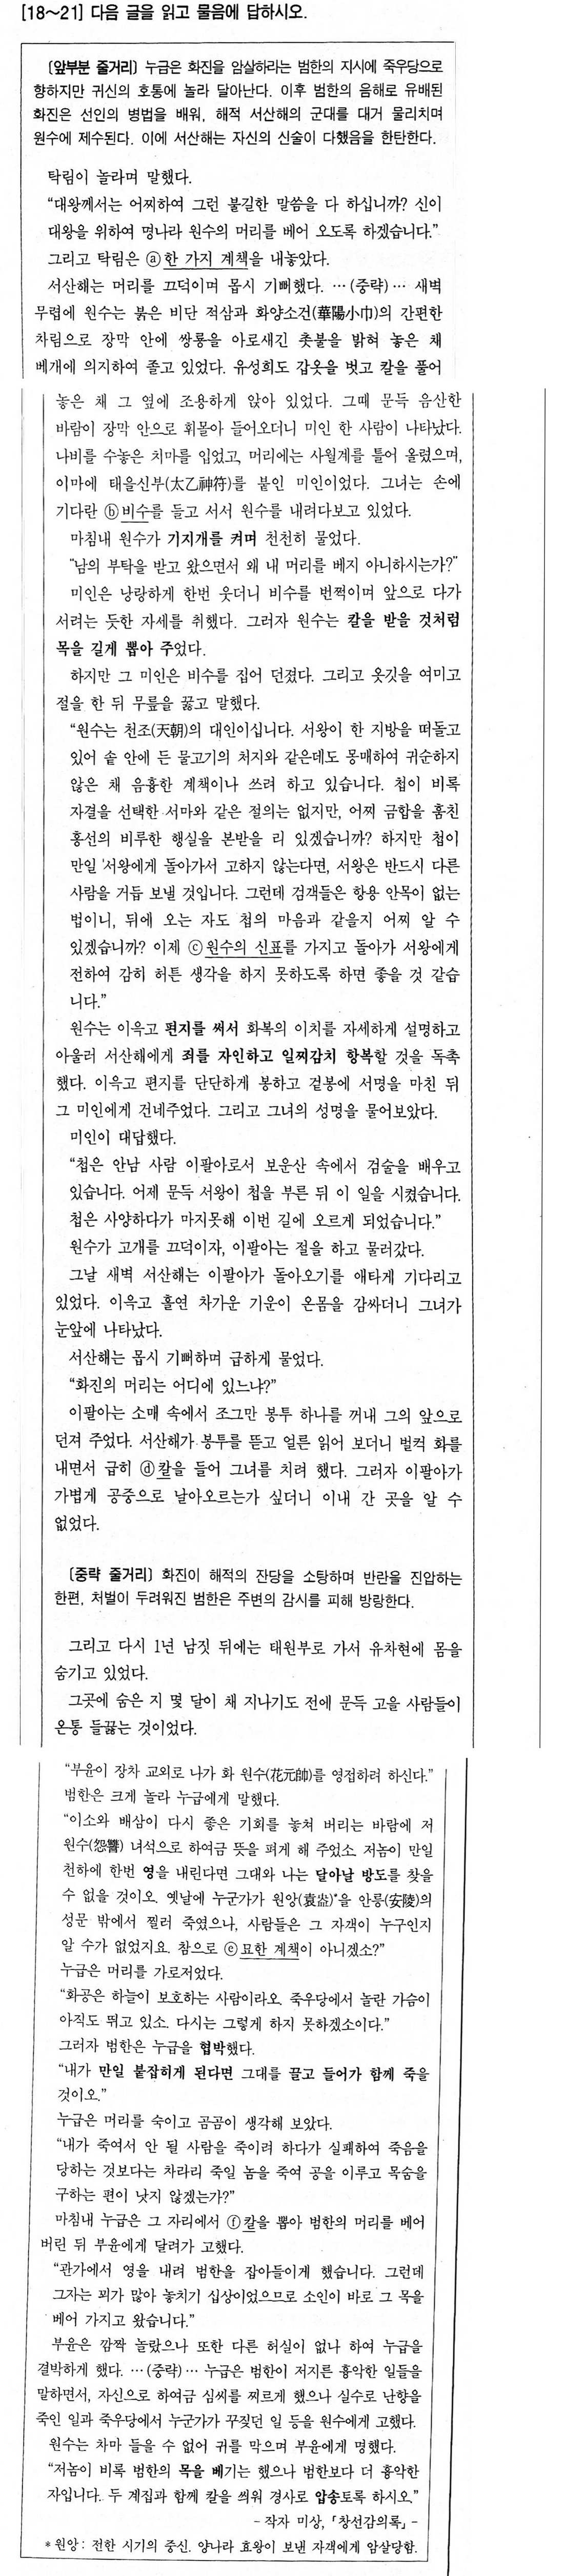 [18~21] 다음 글을 읽고 물음에 답하시오.
〔앞부분 줄거리〕 누급은 화진을 암살하라는 범한의 지시에 죽우당으로
향하지만 귀신의 호통에 놀라 달아난다. 이후 범한의 음해로 유배된
화진은 선인의 병법을 배워, 해적 서산해의 군대를 대거 물리치며
원수에 제수된다. 이에 서산해는 자신의 신술이 다했음을 한탄한다.
탁림이 놀라며 말했다.
“대왕께서는 어찌하여 그런 불길한 말씀을 다 하십니까? 신이
대왕을 위하여 명나라 원수의 머리를 베어 오도록 하겠습니다.”
그리고 탁림은 ⓐ한 가지 계책을 내놓았다.
서산해는 머리를 끄덕이며 몹시 기뻐했다. …(중략)… 새벽
무렵에 원수는 붉은 비단 적삼과 화양소건(華陽小巾)의 간편한
차림으로 장막 안에 쌍룡을 아로새긴 촛불을 밝혀 놓은 채
베개에 의지하여 졸고 있었다. 유성희도 갑옷을 벗고 칼을 풀어
놓은 채 그 옆에 조용하게 앉아 있었다. 그때 문득 음산한
바람이 장막 안으로 휘몰아 들어오더니 미인 한 사람이 나타났다.
나비를 수놓은 치마를 입었고, 머리에는 사월계를 틀어 올렸으며,
이마에 태을신부(太乙神符)를 붙인 미인이었다. 그녀는 손에
기다란 ⓑ비수를 들고 서서 원수를 내려다보고 있었다.
마침내 원수가 기지개를 켜며 천천히 물었다.
“남의 부탁을 받고 왔으면서 왜 내 머리를 베지 아니하시는가?”
미인은 낭랑하게 한번 웃더니 비수를 번쩍이며 앞으로 다가
서려는 듯한 자세를 취했다. 그러자 원수는 칼을 받을 것처럼
목을 길게 뽑아 주었다.
하지만 그 미인은 비수를 집어 던졌다. 그리고 옷깃을 여미고
절을 한 뒤 무릎을 꿇고 말했다.
“원수는 천조(天朝)의 대인이십니다. 서왕이 한 지방을 떠돌고
있어 솥 안에 든 물고기의 처지와 같은데도 몽매하여 귀순하지
않은 채 음흉한 계책이나 쓰려 하고 있습니다. 첩이 비록
자결을 선택한 서마와 같은 절의는 없지만, 어찌 금합을 훔친
홍선의 비루한 행실을 본받을 리 있겠습니까? 하지만 첩이
만일 서왕에게 돌아가서 고하지 않는다면, 서왕은 반드시 다른
사람을 거듭 보낼 것입니다. 그런데 검객들은 항용 안목이 없는
법이니, 뒤에 오는 자도 첩의 마음과 같을지 어찌 알 수
있겠습니까? 이제 ⓒ원수의 신표를 가지고 돌아가 서왕에게
전하여 감히 허튼 생각을 하지 못하도록 하면 좋을 것 같습
니다.”
원수는 이윽고 편지를 써서 화복의 이치를 자세하게 설명하고
아울러 서산해에게 죄를 자인하고 일찌감치 항복할 것을 독촉
했다. 이윽고 편지를 단단하게 봉하고 겉봉에 서명을 마친 뒤
그 미인에게 건네주었다. 그리고 그녀의 성명을 물어보았다.
미인이 대답했다.
“첩은 안남 사람 이팔아로서 보운산 속에서 검술을 배우고
있습니다. 어제 문득 서왕이 첩을 부른 뒤 이 일을 시켰습니다.
첩은 사양하다가 마지못해 이번 길에 오르게 되었습니다.”
원수가 고개를 끄덕이자, 이팔아는 절을 하고 물러갔다.
그날 새벽 서산해는 이팔아가 돌아오기를 애타게 기다리고
있었다. 이윽고 홀연 차가운 기운이 온몸을 감싸더니 그녀가
눈앞에 나타났다.
서산해는 몹시 기뻐하며 급하게 물었다.
“화진의 머리는 어디에 있느냐?”
이팔아는 소매 속에서 조그만 봉투 하나를 꺼내 그의 앞으로
던져 주었다. 서산해가 봉투를 뜯고 얼른 읽어 보더니 벌컥 화를
내면서 급히 ⓓ칼을 들어 그녀를 치려 했다. 그러자 이팔아가
가볍게 공중으로 날아오르는가 싶더니 이내 간 곳을 알 수
없었다.
〔중략 줄거리〕 화진이 해적의 잔당을 소탕하며 반란을 진압하는
한편, 처벌이 두려워진 범한은 주변의 감시를 피해 방랑한다.
그리고 다시 1년 남짓 뒤에는 태원부로 가서 유차현에 몸을
숨기고 있었다.
그곳에 숨은 지 몇 달이 채 지나기도 전에 문득 고을 사람들이
온통 들끓는 것이었다.
“부윤이 장차 교외로 나가 화 원수(花元帥)를 영접하려 하신다.”
범한은 크게 놀라 누급에게 말했다.
“이소와 배삼이 다시 좋은 기회를 놓쳐 버리는 바람에 저
원수(怨讐) 녀석으로 하여금 뜻을 펴게 해 주었소. 저놈이 만일
천하에 한번 영을 내린다면 그대와 나는 달아날 방도를 찾을
수 없을 것이오. 옛날에 누군가가 원앙(袁盎)*을 안릉(安陵)의
성문 밖에서 찔러 죽였으나, 사람들은 그 자객이 누구인지
알 수가 없었지요. 참으로 ⓔ묘한 계책이 아니겠소?”
누급은 머리를 가로저었다.
“화공은 하늘이 보호하는 사람이라오. 죽우당에서 놀란 가슴이
아직도 뛰고 있소. 다시는 그렇게 하지 못하겠소이다.”
그러자 범한은 누급을 협박했다.
“내가 만일 붙잡히게 된다면 그대를 끌고 들어가 함께 죽을
것이오.”
누급은 머리를 숙이고 곰곰이 생각해 보았다.
“내가 죽여서 안 될 사람을 죽이려 하다가 실패하여 죽음을
당하는 것보다는 차라리 죽일 놈을 죽여 공을 이루고 목숨을
구하는 편이 낫지 않겠는가?”
마침내 누급은 그 자리에서 ⓕ칼을 뽑아 범한의 머리를 베어
버린 뒤 부윤에게 달려가 고했다.
“관가에서 영을 내려 범한을 잡아들이게 했습니다. 그런데
그자는 꾀가 많아 놓치기 십상이었으므로 소인이 바로 그 목을
베어 가지고 왔습니다.”
부윤은 깜짝 놀랐으나 또한 다른 허실이 없나 하여 누급을
결박하게 했다. …(중략)… 누급은 범한이 저지른 흉악한 일들을
말하면서, 자신으로 하여금 심씨를 찌르게 했으나 실수로 난향을
죽인 일과 죽우당에서 누군가가 꾸짖던 일 등을 원수에게 고했다.
원수는 차마 들을 수 없어 귀를 막으며 부윤에게 명했다.
“저놈이 비록 범한의 목을 베기는 했으나 범한보다 더 흉악한
자입니다. 두 계집과 함께 칼을 씌워 경사로 압송토록 하시오.”
- 작자 미상, 「창선감의록」 -
* 원앙 : 전한 시기의 중신. 양나라 효왕이 보낸 자객에게 암살당함.